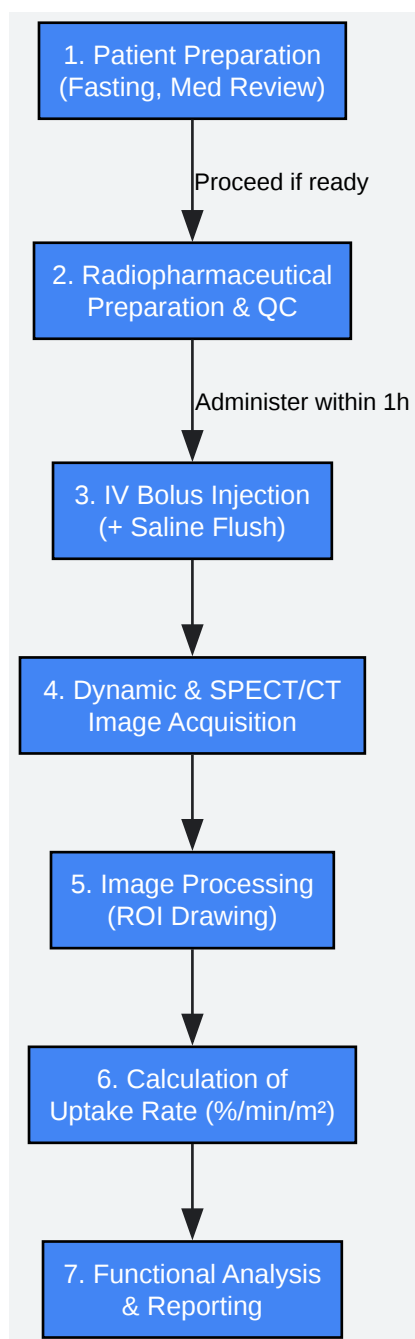 1. Patient Preparation
(Fasting, Med Review)
Proceed if ready
2. Radiopharmaceutical
Preparation & QC
Administer within 1h
3. IV Bolus Injection
(+ Saline Flush)
4. Dynamic & SPECT/CT
Image Acquisition
5. Image Processing
(ROI Drawing)
6. Calculation of
Uptake Rate (%/min/m²)
7. Functional Analysis
& Reporting